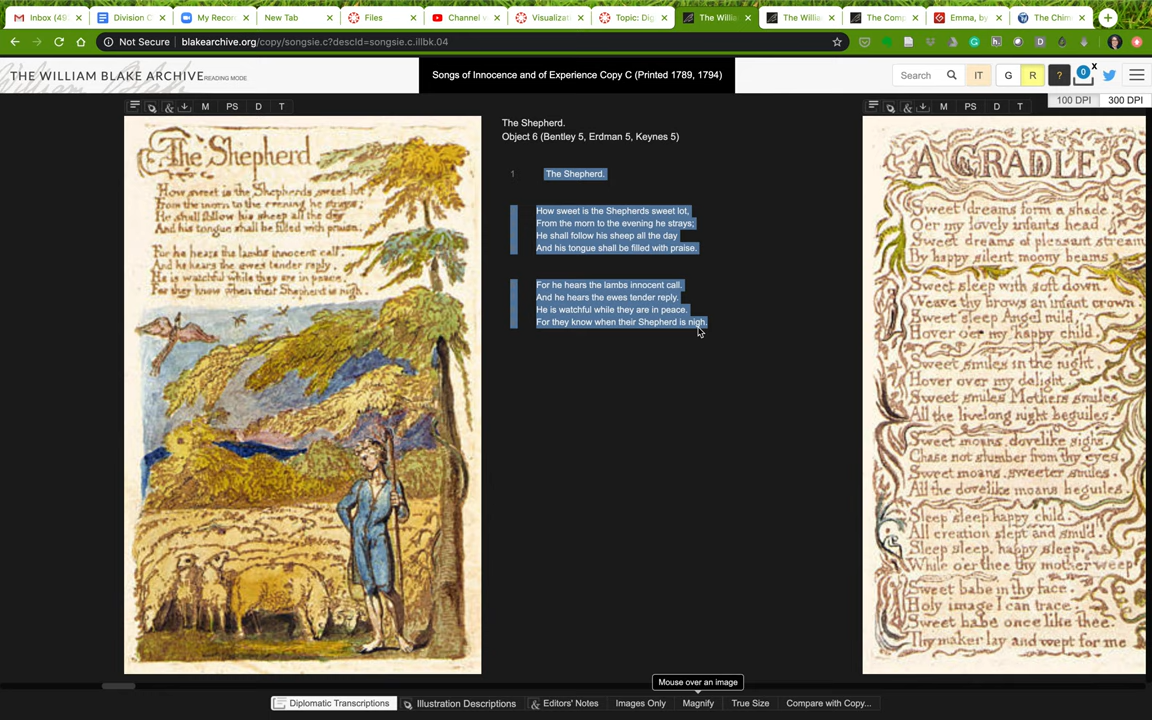 Inbox (49
Division C
My Recor
New Tab
Files
Channel v
Visualizati
Topic: Dig
The Willia
The Willia
The Comp
Emma, by
The Chim
Not Secure | blakearchive.org/copy/songsie.c?descId=songsie.c.illbk.04
THE WILLIAM BLAKE ARCHIVE READING MODE
Songs of Innocence and of Experience Copy C (Printed 1789, 1794)
Search IT G R ? 0 X
100 DPI 300 DPI
& M PS D T
& M PS D T
The Shepherd
How sweet is the Shepherds sweet lot,
From the morn to the evening he strays;
He shall follow his sheep all the day
And his tongue shall be filled with praise.
For he hears the lambs innocent call.
And he hears the ewes tender reply.
He is watchful while they are in peace.
For they know when their Shepherd is nigh.
The Shepherd.
Object 6 (Bentley 5, Erdman 5, Keynes 5)
1 The Shepherd.
How sweet is the Shepherds sweet lot,
From the morn to the evening he strays;
He shall follow his sheep all the day
And his tongue shall be filled with praise.
For he hears the lambs innocent call.
And he hears the ewes tender reply.
He is watchful while they are in peace.
For they know when their Shepherd is nigh.
A CRADLE SO
Sweet dreams form a shade.
O'er my lovely infants head.
Sweet dreams of pleasant stream
By happy silent moony beams
Sweet sleep with soft down.
Weave thy brows an infant crown.
Sweet sleep Angel mild,
Hover oer my happy child.
Sweet smiles in the night
Hover over my delight.
Sweet smiles Mothers smiles
All the livelong night beguiles.
Sweet moans, dovelike sighs,
Chase not slumber from thy eyes.
Sweet moans, sweeter smiles,
All the dovelike moans beguiles.
Sleep sleep happy child.
All creation slept and smil'd.
Sleep sleep, happy sleep,
While o'er thee thy mother weep
Sweet babe in thy face,
Holy image I can trace.
Sweet babe once like thee.
Thy maker lay and wept for me
Mouse over an image
Diplomatic Transcriptions
Illustration Descriptions
& Editors' Notes
Images Only
Magnify
True Size
Compare with Copy...